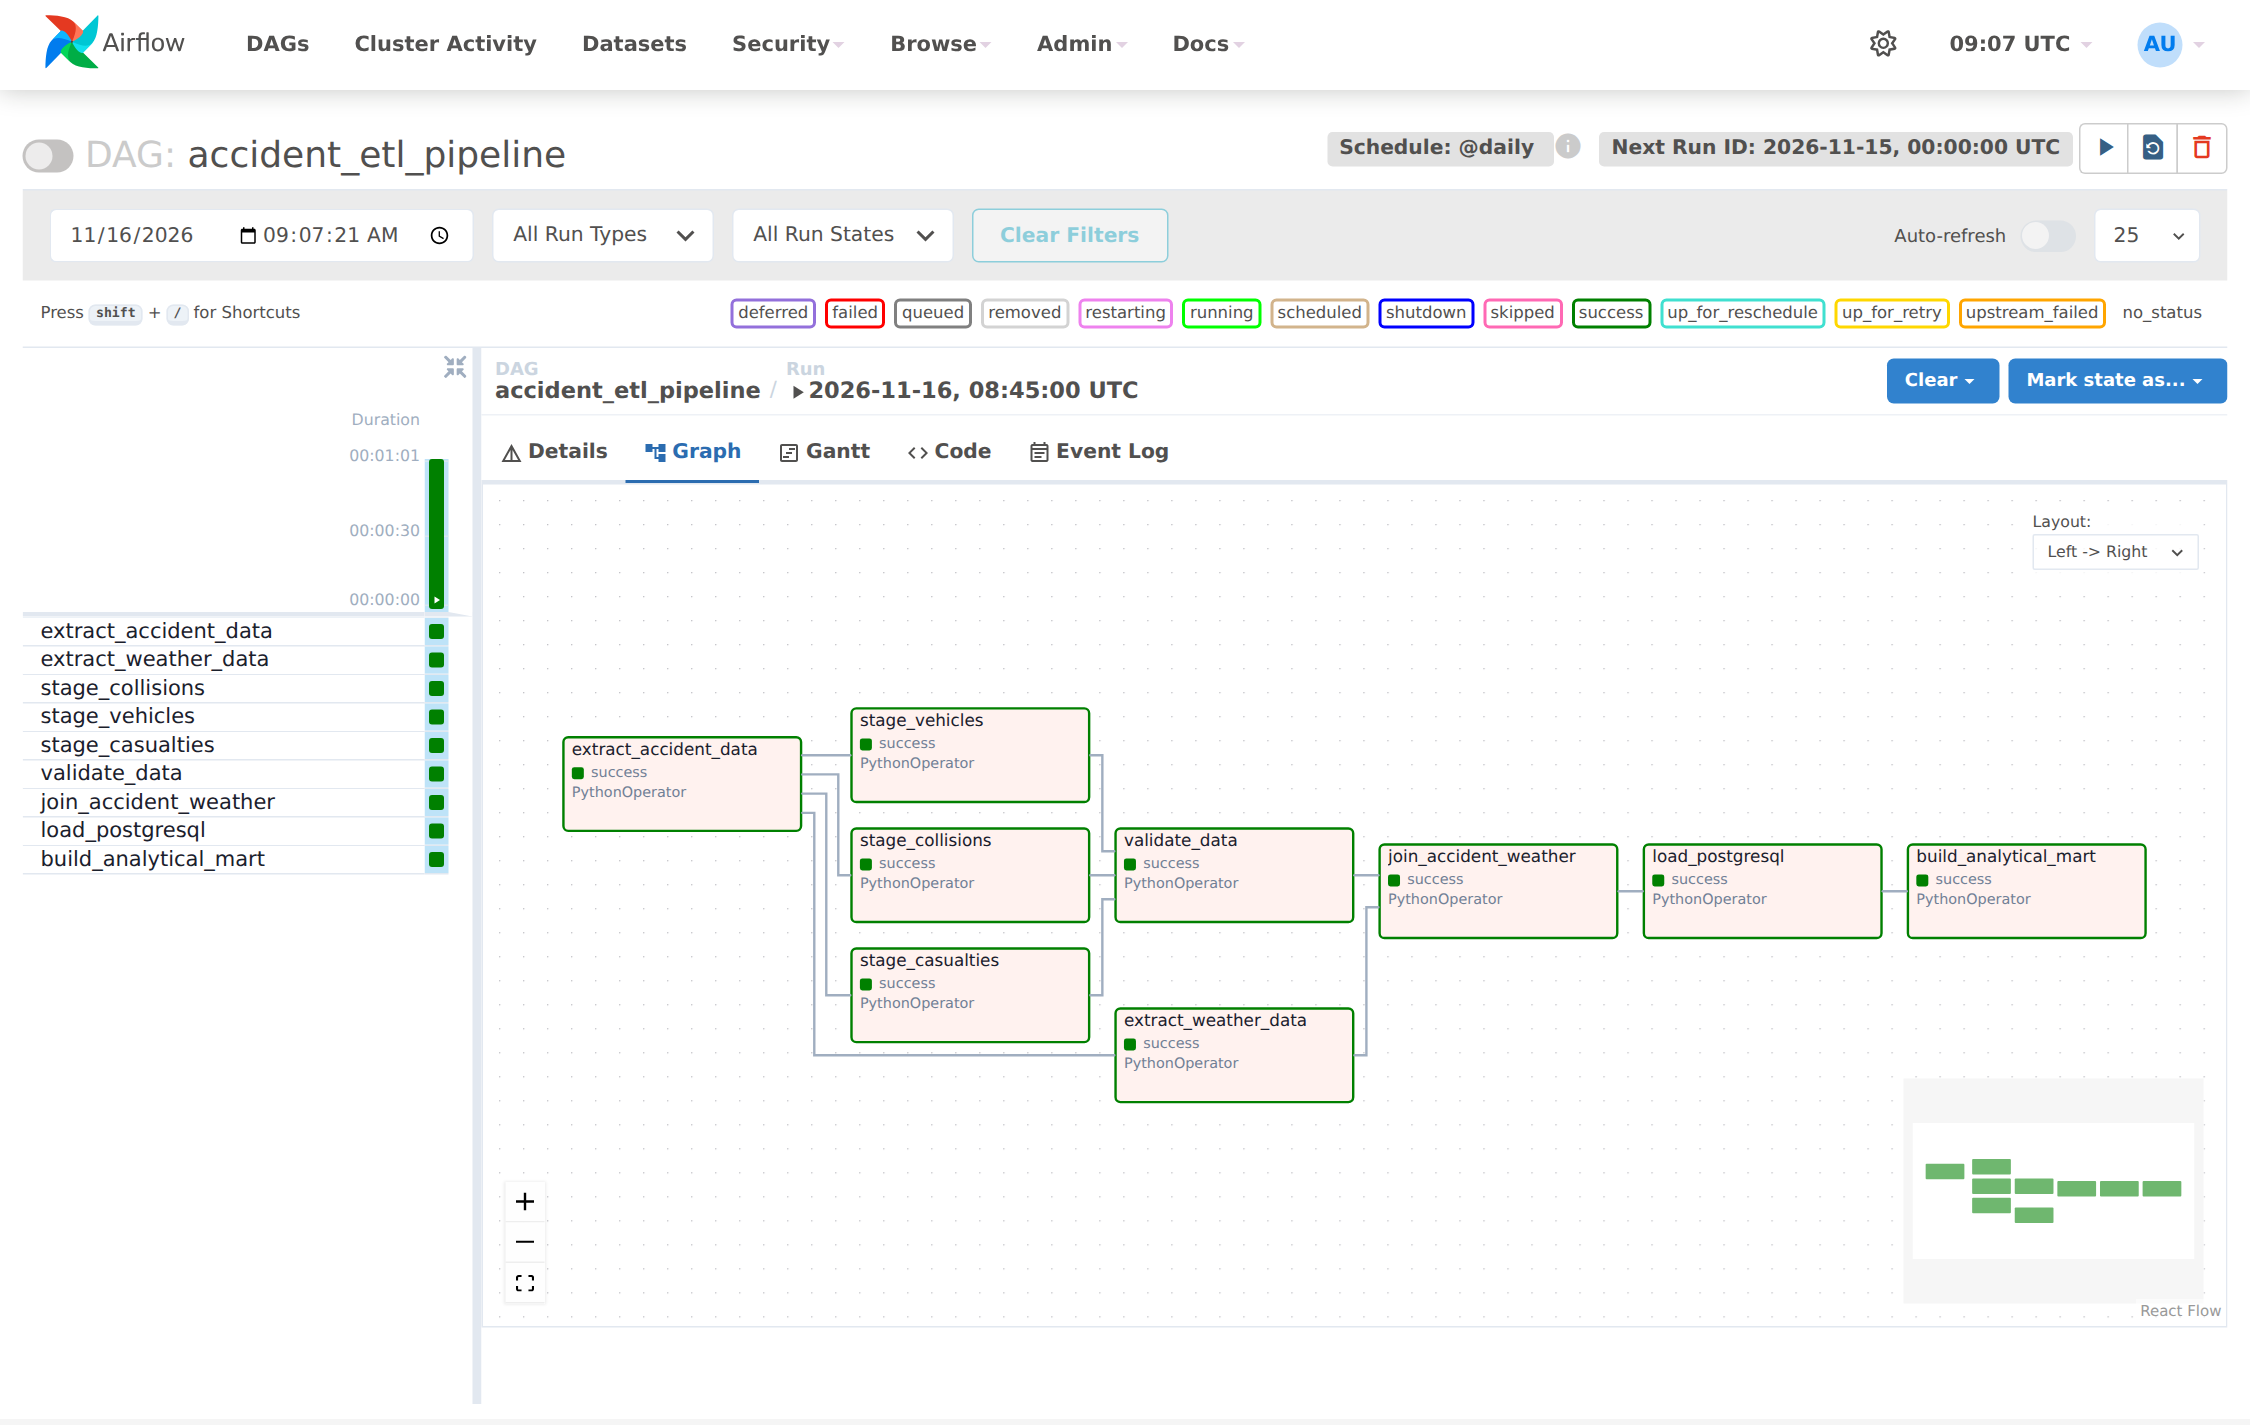 Airflow DAGs Cluster Activity Datasets Security Browse Admin Docs 09:07 UTC AU
DAG: accident_etl_pipeline Schedule: @daily Next Run ID: 2026-11-15, 00:00:00 UTC
11/16/2026 09:07:21 AM All Run Types All Run States Clear Filters Auto-refresh 25
Press shift + / for Shortcuts deferred failed queued removed restarting running scheduled shutdown skipped success up_for_reschedule up_for_retry upstream_failed no_status
DAG Run
accident_etl_pipeline / 2026-11-16, 08:45:00 UTC Clear Mark state as...
Duration
00:01:01
00:00:30
00:00:00
extract_accident_data
extract_weather_data
stage_collisions
stage_vehicles
stage_casualties
validate_data
join_accident_weather
load_postgresql
build_analytical_mart
Details Graph Gantt Code Event Log
Layout:
Left -> Right
extract_accident_data
success
PythonOperator
stage_vehicles
success
PythonOperator
stage_collisions
success
PythonOperator
stage_casualties
success
PythonOperator
validate_data
success
PythonOperator
extract_weather_data
success
PythonOperator
join_accident_weather
success
PythonOperator
load_postgresql
success
PythonOperator
build_analytical_mart
success
PythonOperator
React Flow